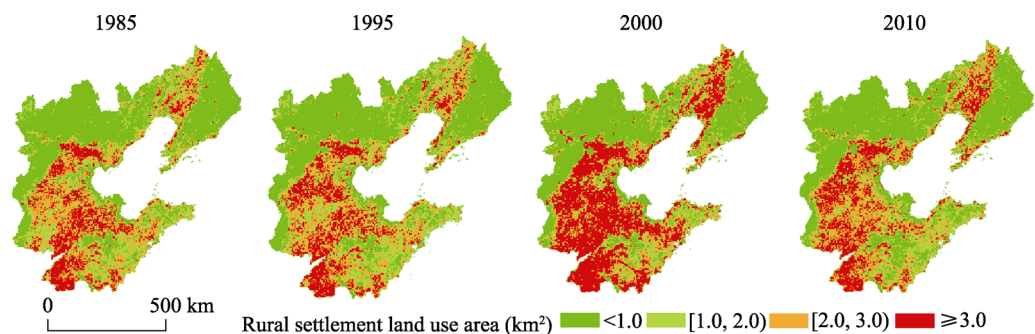 1985 1995 2000 2010
0 500 km
Rural settlement land use area (km²) <1.0 [1.0, 2.0) [2.0, 3.0) ≥3.0